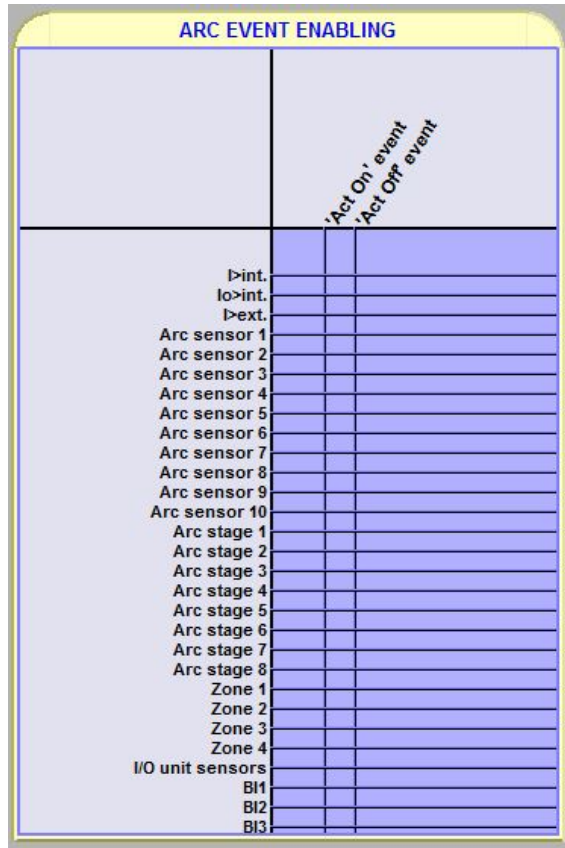 ARC EVENT ENABLING
'Act On' event
'Act Off' event
I>int.
Io>int.
I>ext.
Arc sensor 1
Arc sensor 2
Arc sensor 3
Arc sensor 4
Arc sensor 5
Arc sensor 6
Arc sensor 7
Arc sensor 8
Arc sensor 9
Arc sensor 10
Arc stage 1
Arc stage 2
Arc stage 3
Arc stage 4
Arc stage 5
Arc stage 6
Arc stage 7
Arc stage 8
Zone 1
Zone 2
Zone 3
Zone 4
I/O unit sensors
BI1
BI2
BI3